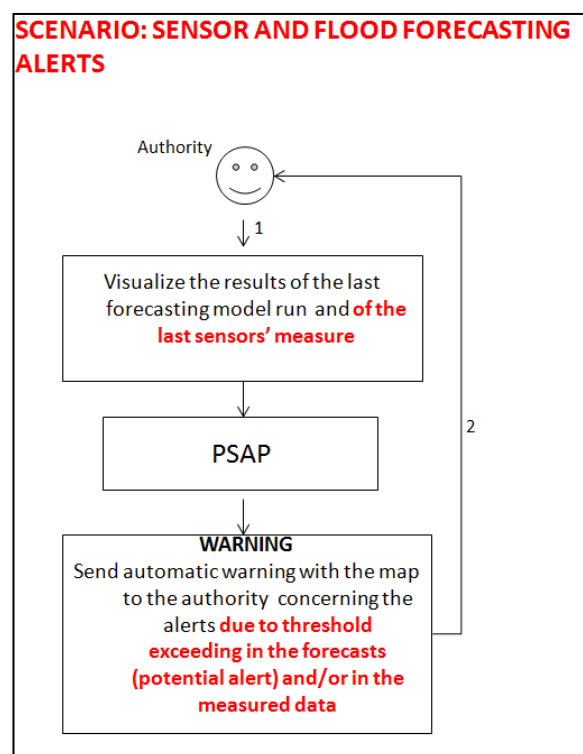 SCENARIO: SENSOR AND FLOOD FORECASTING
ALERTS
Authority
1
Visualize the results of the last
forecasting model run and of the
last sensors’ measure
PSAP
2
WARNING
Send automatic warning with the map
to the authority concerning the
alerts due to threshold
exceeding in the forecasts
(potential alert) and/or in the
measured data